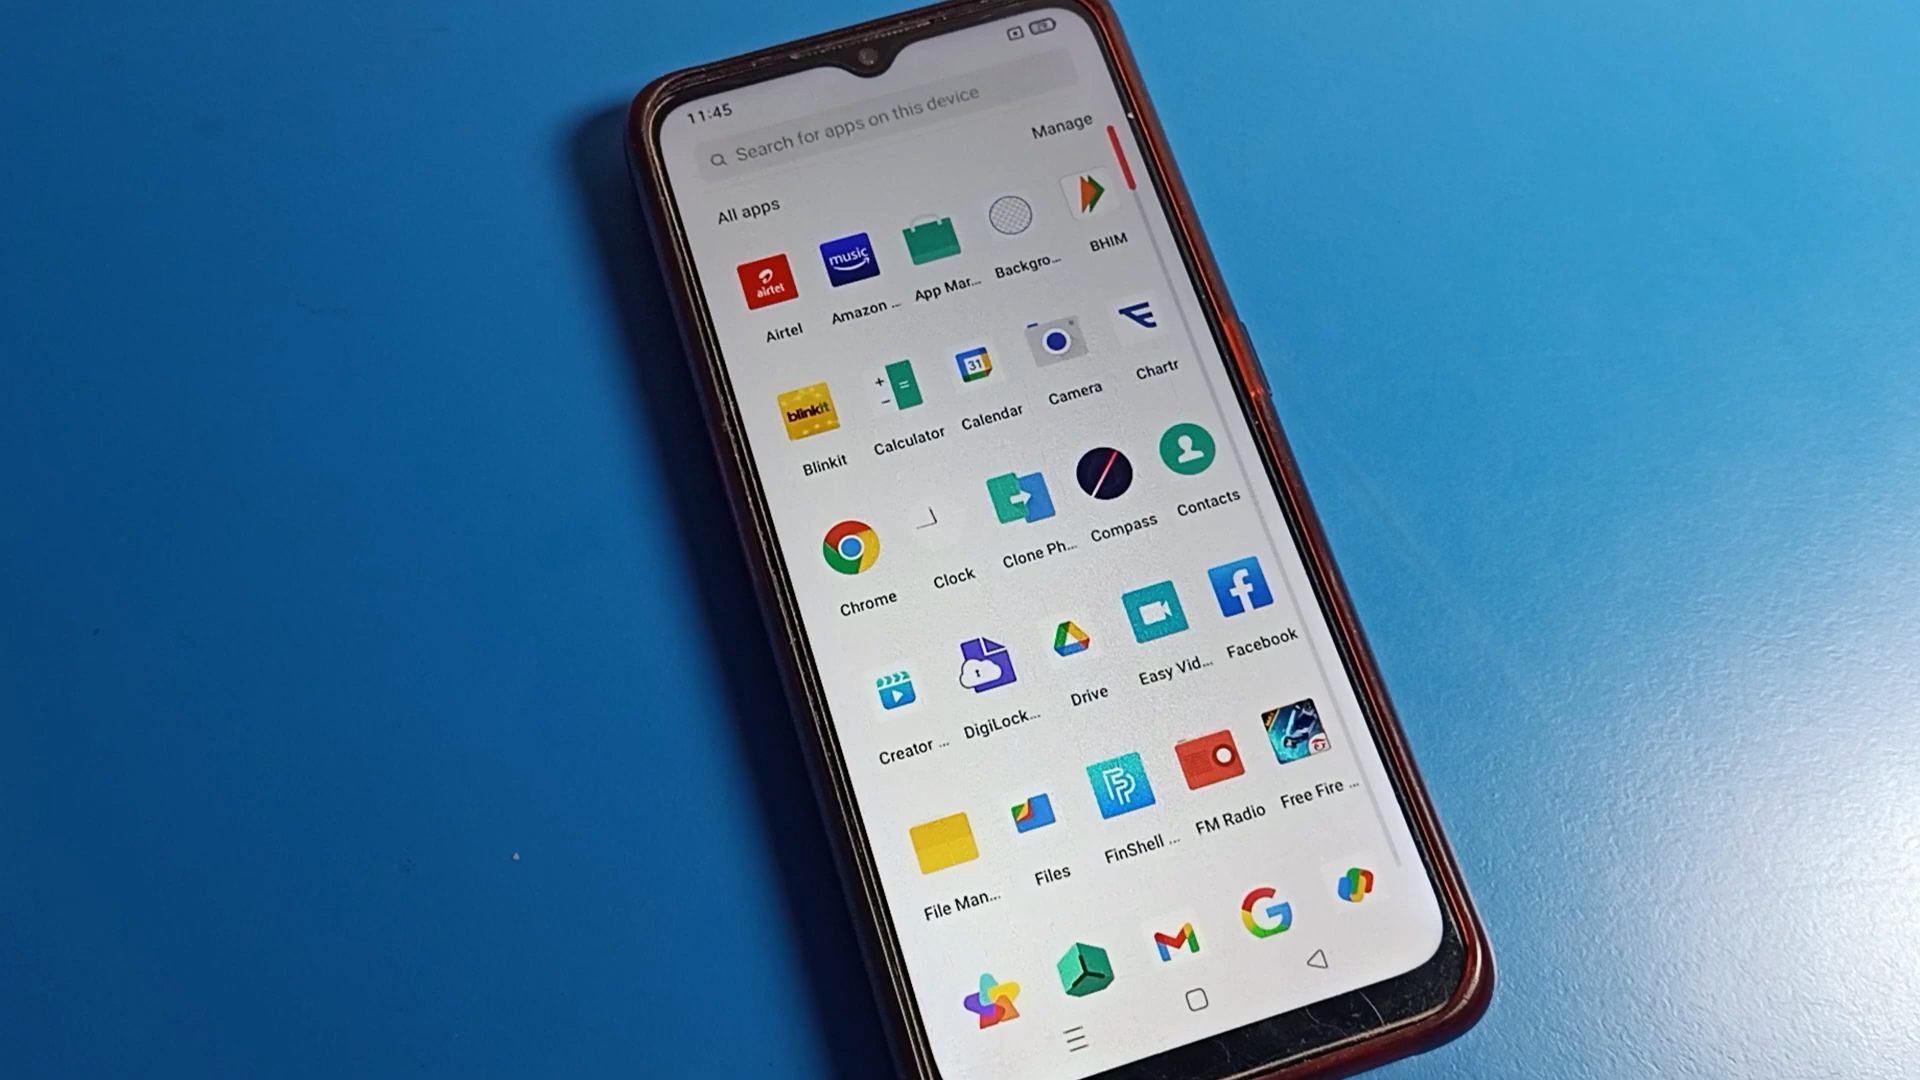 11:45
Search for apps on this device
Manage
All apps
airtel
music
Airtel
Amazon ...
App Mar...
Backgro...
BHIM
blinkit
31
Blinkit
Calculator
Calendar
Camera
Chartr
Chrome
Clock
Clone Ph...
Compass
Contacts
Creator ...
DigiLock...
Drive
Easy Vid...
Facebook
File Man...
Files
FinShell ...
FM Radio
Free Fire ...